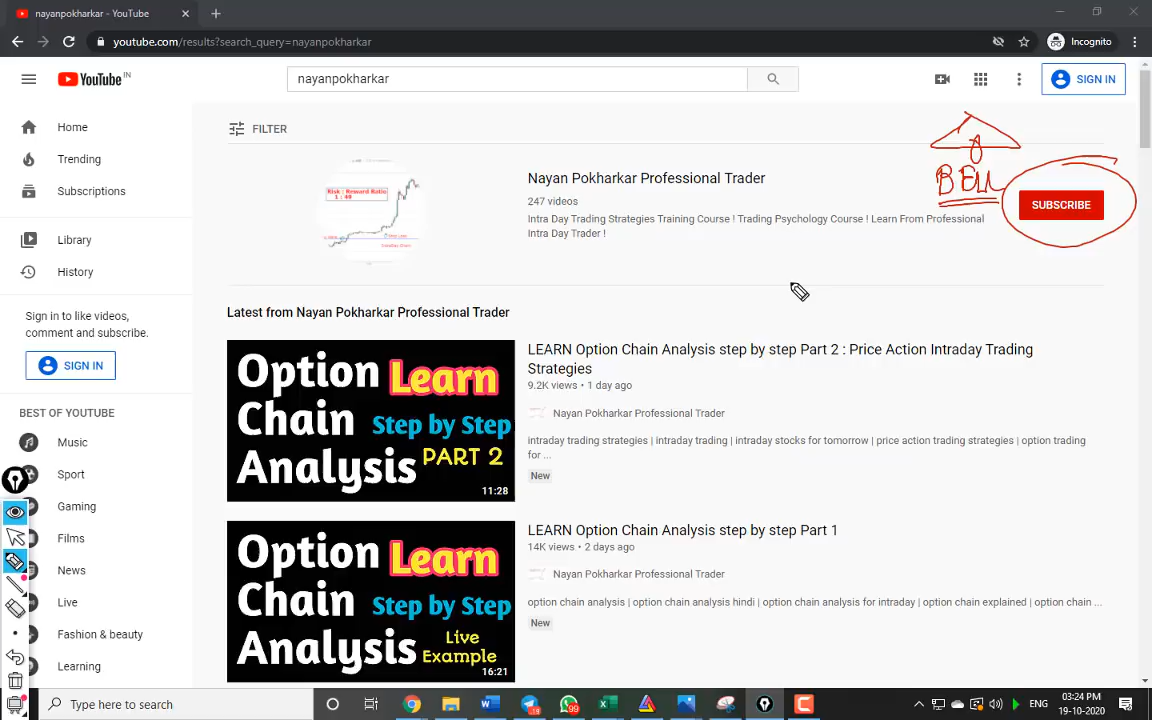 nayanpokharkar - YouTube
youtube.com/results?search_query=nayanpokharkar
Incognito
YouTube IN
nayanpokharkar
SIGN IN
Home
Trending
Subscriptions
Library
History
Sign in to like videos,
comment and subscribe.
SIGN IN
BEST OF YOUTUBE
Music
Sport
Gaming
Films
News
Live
Fashion & beauty
Learning
FILTER
Risk : Reward Ratio
Nayan Pokharkar Professional Trader
247 videos
Intra Day Trading Strategies Training Course ! Trading Psychology Course ! Learn From Professional
Intra Day Trader !
BELL
SUBSCRIBE
Latest from Nayan Pokharkar Professional Trader
Option Learn
Chain Step by Step
Analysis PART 2
11:28
LEARN Option Chain Analysis step by step Part 2 : Price Action Intraday Trading
Strategies
9.2K views • 1 day ago
Nayan Pokharkar Professional Trader
intraday trading strategies | intraday trading | intraday stocks for tomorrow | price action trading strategies | option trading
for ...
New
Option Learn
Chain Step by Step
Analysis Live
Example
16:21
LEARN Option Chain Analysis step by step Part 1
14K views • 2 days ago
Nayan Pokharkar Professional Trader
option chain analysis | option chain analysis hindi | option chain analysis for intraday | option chain explained | option chain ...
New
Type here to search
ENG
03:24 PM
19-10-2020